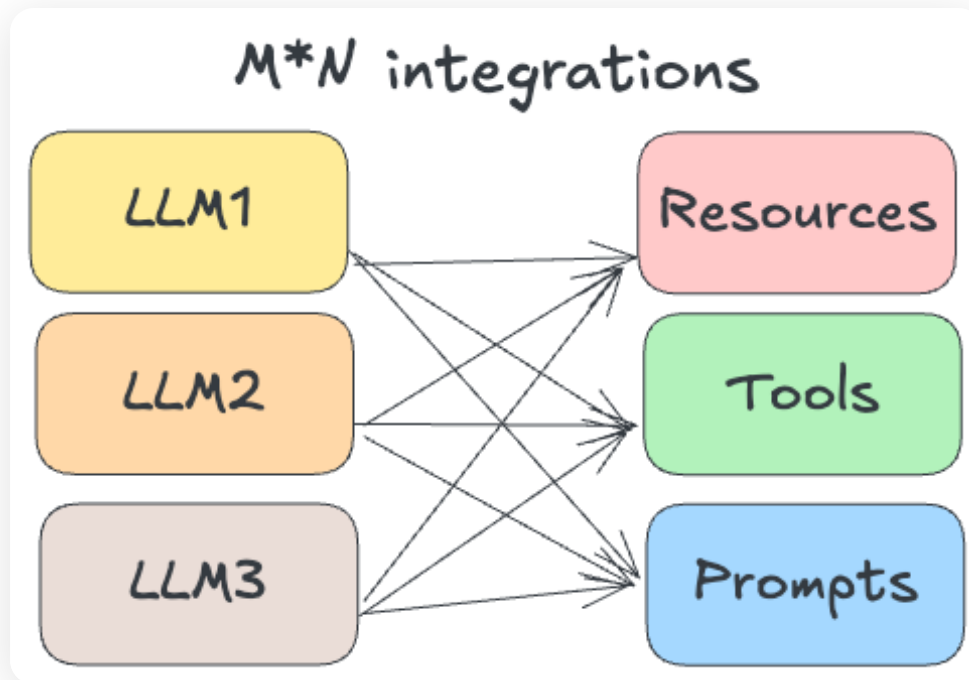 M*N integrations
LLM1
Resources
LLM2
Tools
LLM3
Prompts